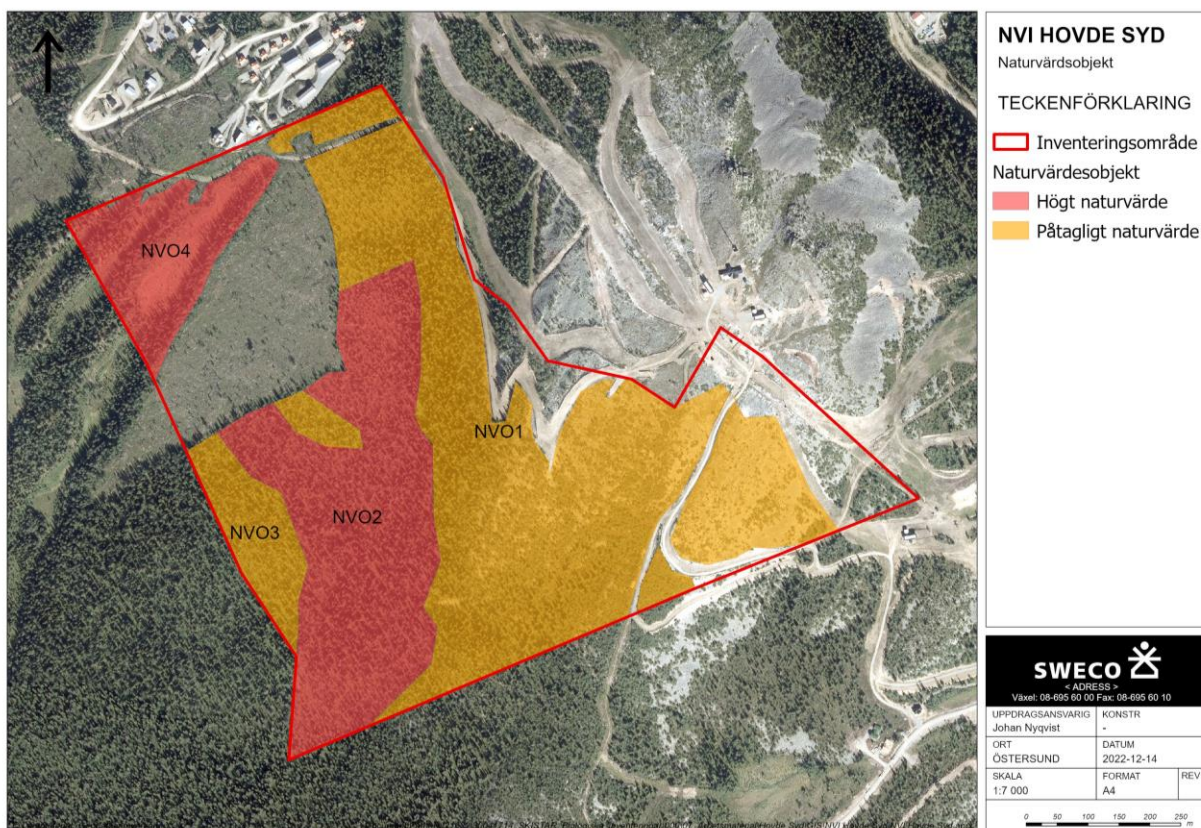 NVI HOVDE SYD
Naturvärdsobjekt
TECKENFÖRKLARING
Inventeringsområde
Naturvärdesobjekt
Högt naturvärde
Påtagligt naturvärde
NVO4
NVO1
NVO2
NVO3
SWECO
< ADRESS >
Växel: 08-695 60 00 Fax: 08-695 60 10
UPPDRAGSANSVARIG KONSTR
Johan Nyqvist -
ORT DATUM
ÖSTERSUND 2022-12-14
SKALA FORMAT REV
1:7 000 A4
0 50 100 150 200 250
m